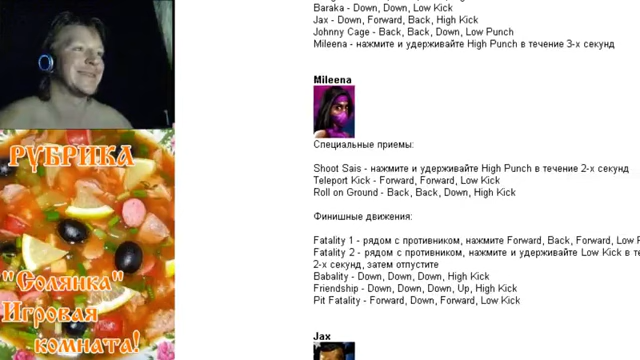 Baraka - Down, Down, Low Kick
Jax - Down, Forward, Back, High Kick
Johnny Cage - Back, Back, Down, Low Punch
Mileena - нажмите и удерживайте High Punch в течение 3-х секунд
Mileena
Специальные приемы:
Shoot Sais - нажмите и удерживайте High Punch в течение 2-х секунд
Teleport Kick - Forward, Forward, Low Kick
Roll on Ground - Back, Back, Down, High Kick
Финишные движения:
Fatality 1 - рядом с противником, нажмите Forward, Back, Forward, Low
Fatality 2 - рядом с противником, нажмите и удерживайте Low Kick в
2-х секунд, затем отпустите
Babality - Down, Down, Down, High Kick
Friendship - Down, Down, Down, Up, High Kick
Pit Fatality - Forward, Down, Forward, Low Kick
Jax
РУБРИКА
"Солянка"
Игровая
комната!